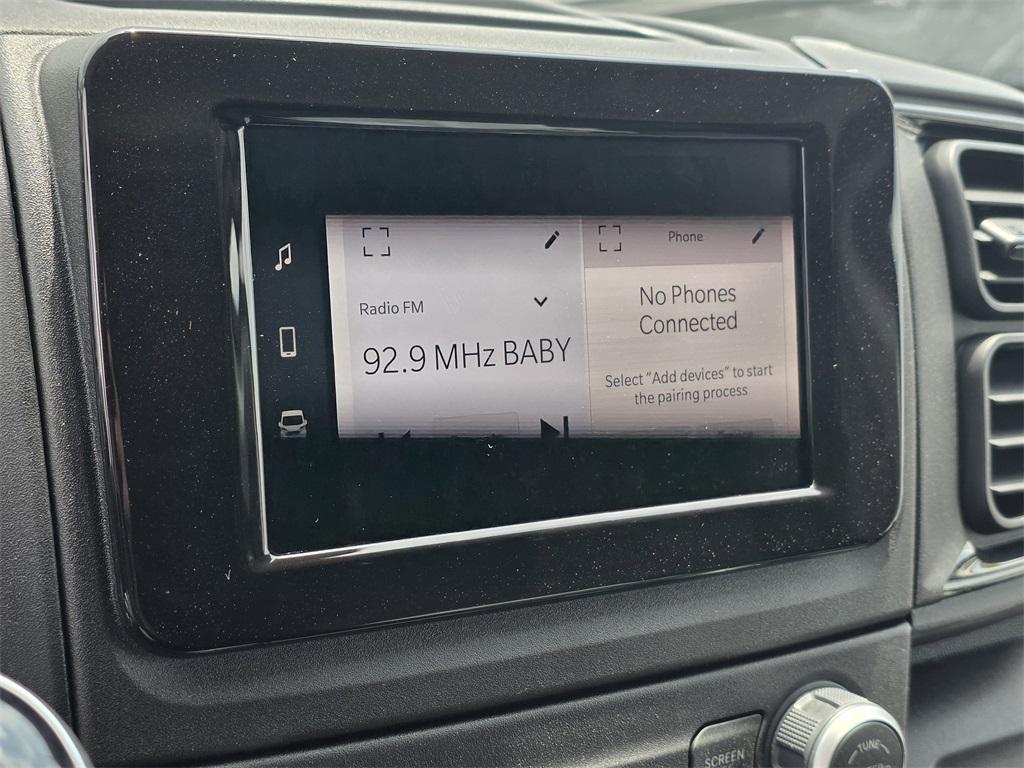 Radio FM
92.9 MHz BABY
Phone
No Phones
Connected
Select "Add devices" to start
the pairing process
SCREEN
TUNE